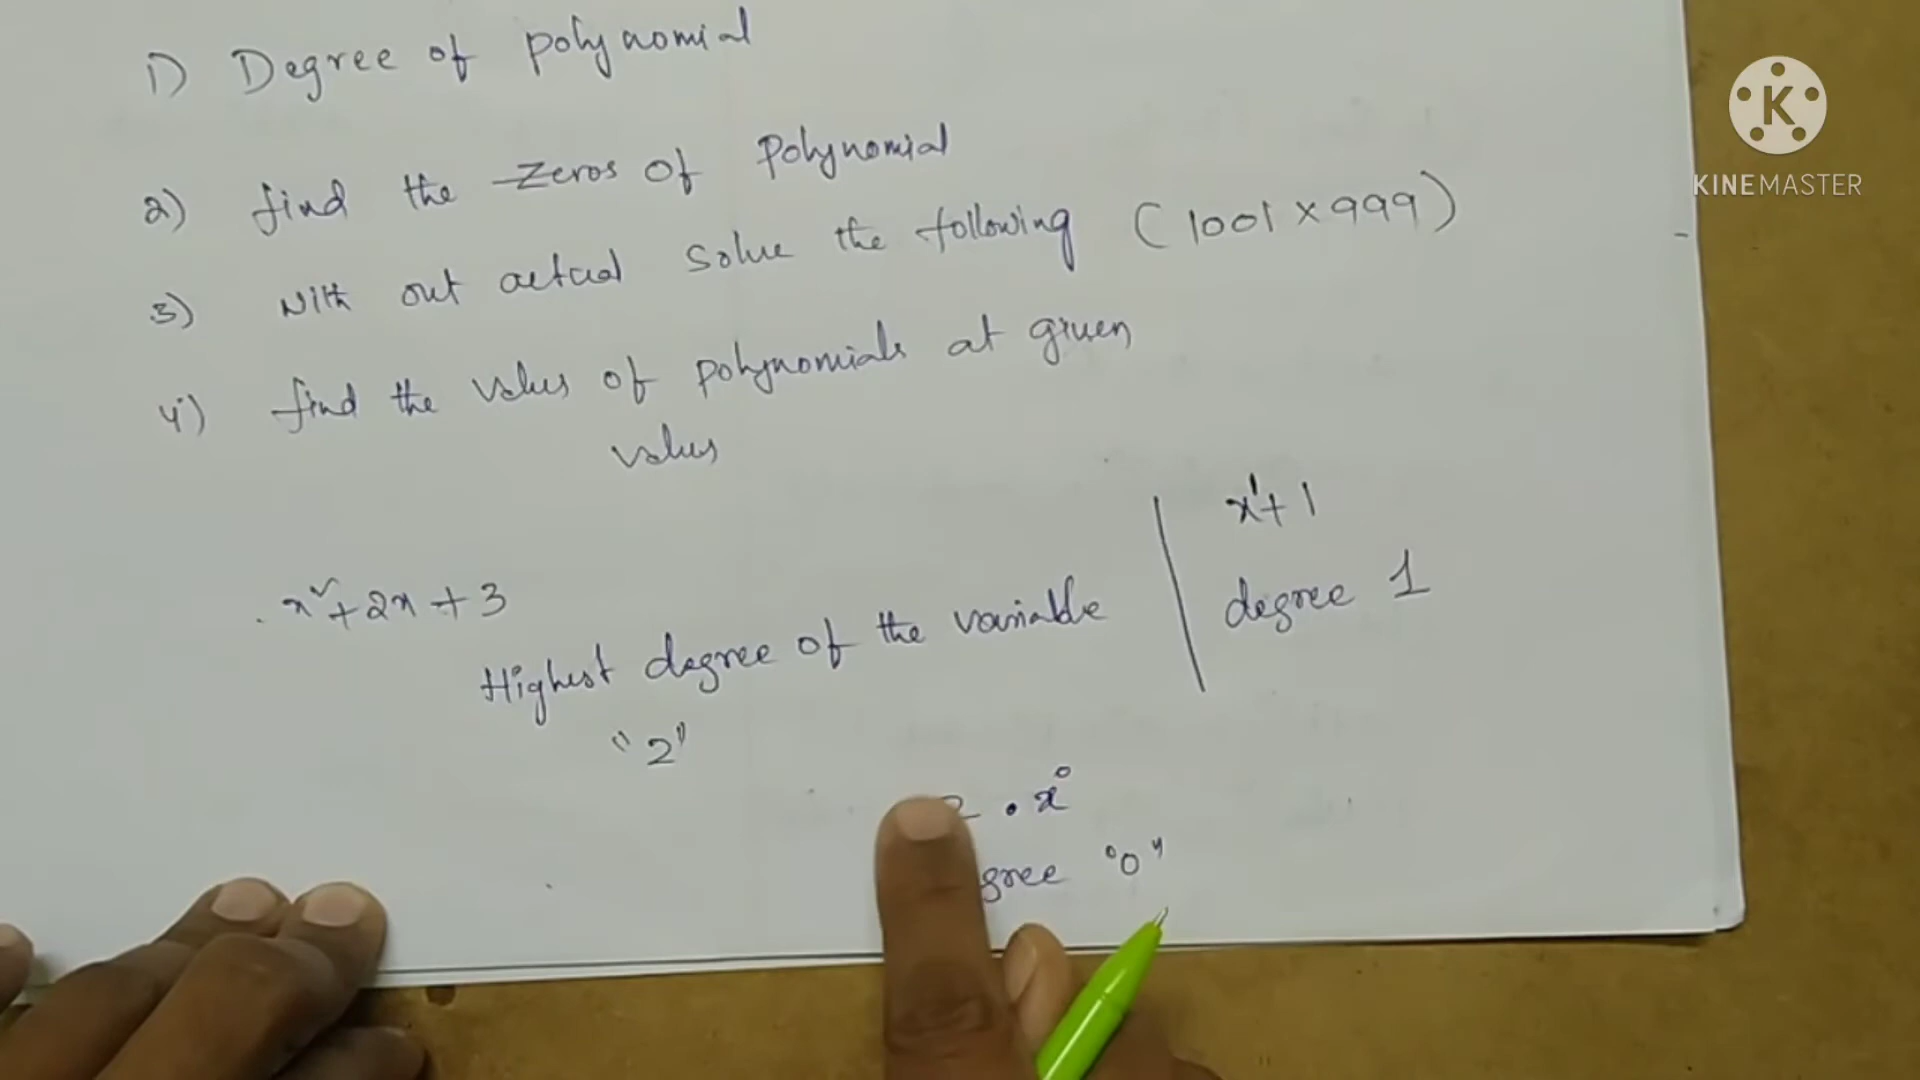 1) Degree of polynomial
2) find the zeros of polynomial
3) With out actual solve the following (1001 × 999)
4) find the values of polynomials at given
values
x² + 2x + 3
Highest degree of the variable
"2"
x¹ + 1
degree 1
2 . x⁰
gree "0"
K
KINEMASTER